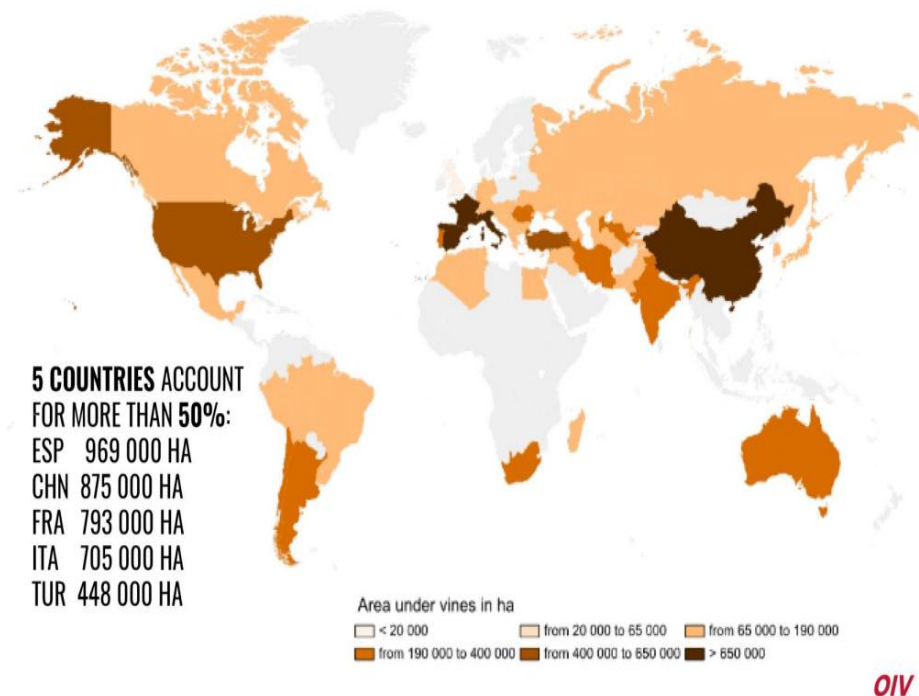 5 COUNTRIES ACCOUNT
FOR MORE THAN 50%:
ESP 969 000 HA
CHN 875 000 HA
FRA 793 000 HA
ITA 705 000 HA
TUR 448 000 HA
Area under vines in ha
< 20 000 from 20 000 to 65 000 from 65 000 to 190 000
from 190 000 to 400 000 from 400 000 to 650 000 > 650 000
OIV